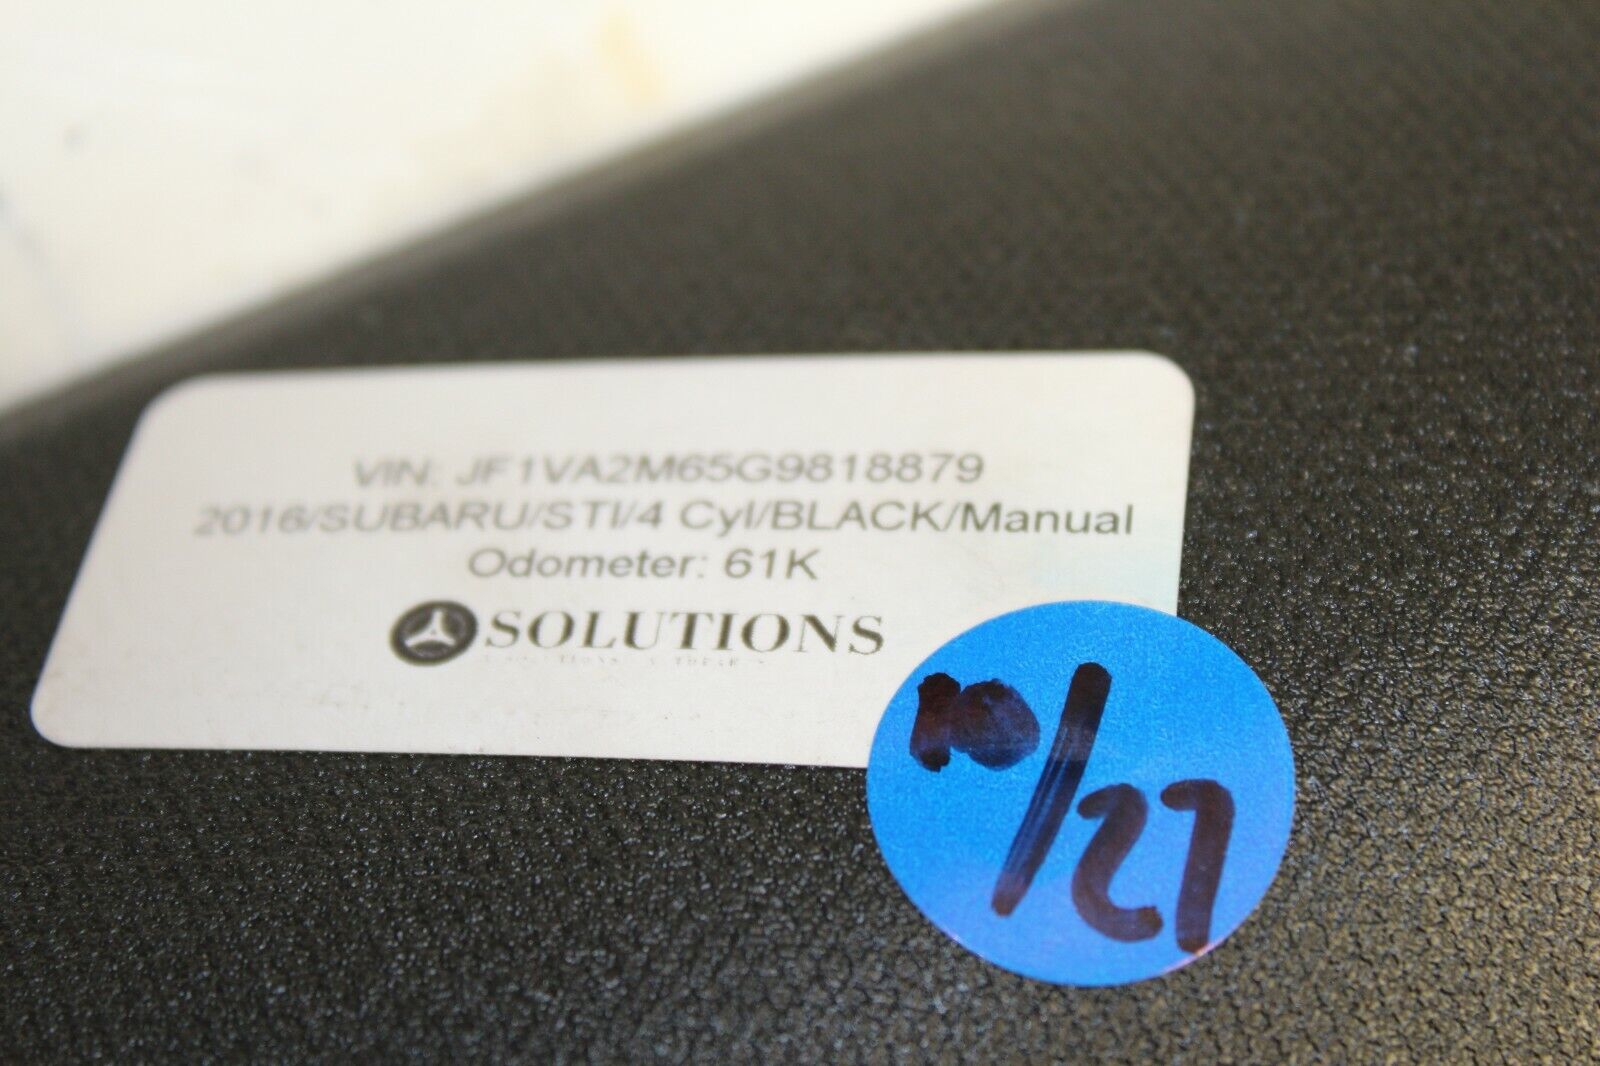 VIN: JF1VA2M65G9818879
2016/SUBARU/STI/4 Cyl/BLACK/Manual
Odometer: 61K
SOLUTIONS
10/27